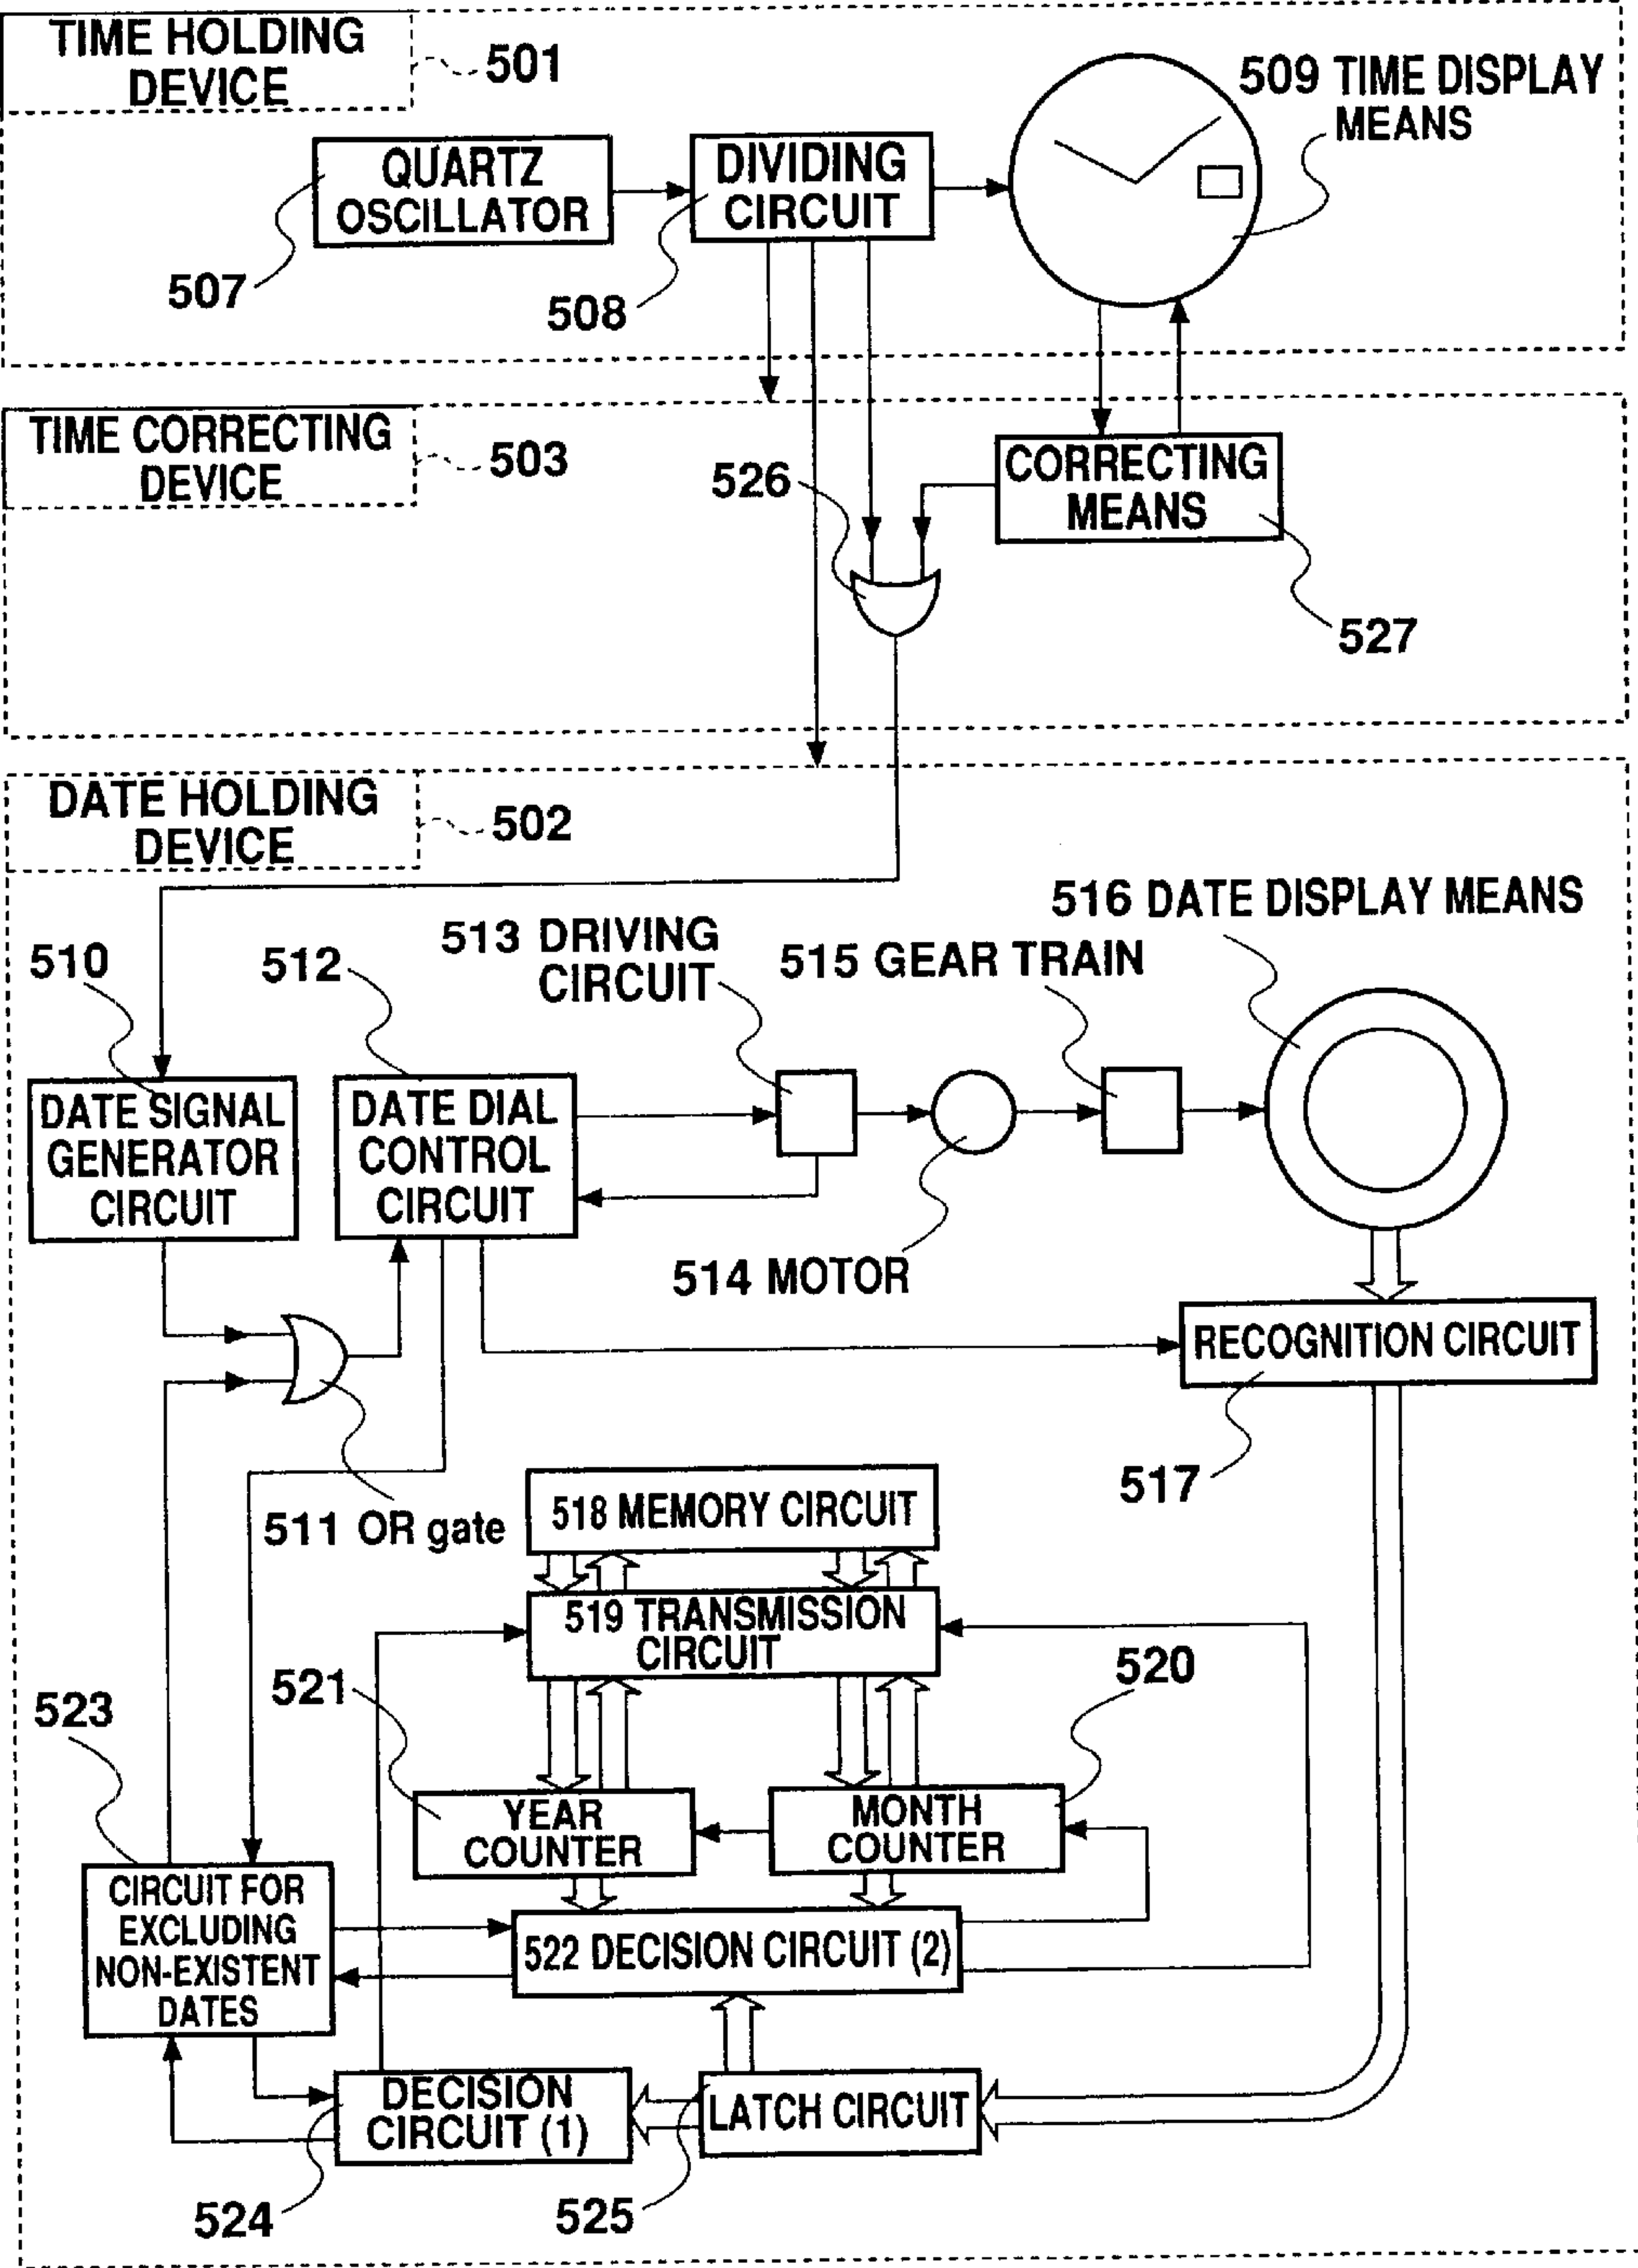 TIME HOLDING
DEVICE
501
509 TIME DISPLAY
MEANS
QUARTZ
OSCILLATOR
DIVIDING
CIRCUIT
507
508
TIME CORRECTING
DEVICE
503
526
CORRECTING
MEANS
527
DATE HOLDING
DEVICE
502
516 DATE DISPLAY MEANS
510
512
513 DRIVING
CIRCUIT
515 GEAR TRAIN
DATE SIGNAL
GENERATOR
CIRCUIT
DATE DIAL
CONTROL
CIRCUIT
514 MOTOR
RECOGNITION CIRCUIT
517
511 OR gate
518 MEMORY CIRCUIT
519 TRANSMISSION
CIRCUIT
521
520
523
YEAR
COUNTER
MONTH
COUNTER
CIRCUIT FOR
EXCLUDING
NON-EXISTENT
DATES
522 DECISION CIRCUIT (2)
DECISION
CIRCUIT (1)
LATCH CIRCUIT
524
525